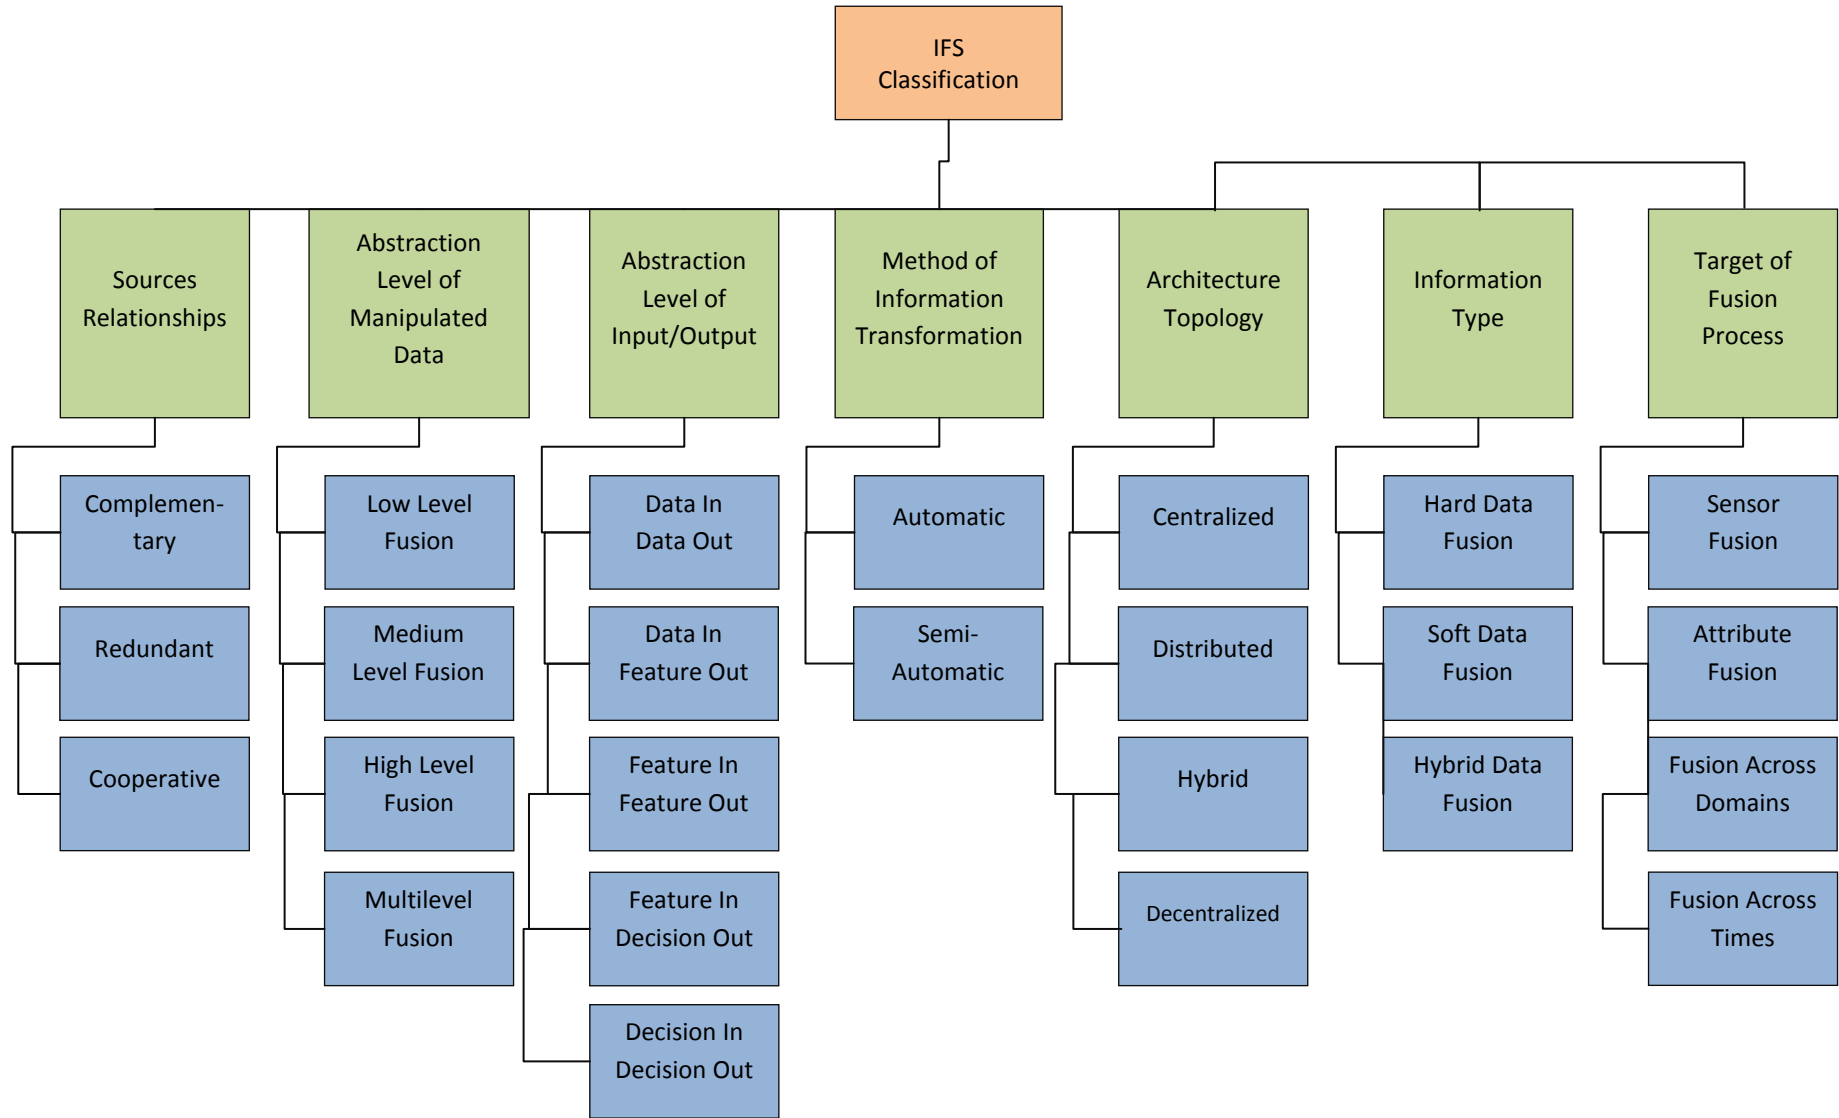 IFS
Classification
Sources
Relationships
Abstraction
Level of
Manipulated
Data
Abstraction
Level of
Input/Output
Method of
Information
Transformation
Architecture
Topology
Information
Type
Target of
Fusion
Process
Complemen-
tary
Redundant
Cooperative
Low Level
Fusion
Medium
Level Fusion
High Level
Fusion
Multilevel
Fusion
Data In
Data Out
Data In
Feature Out
Feature In
Feature Out
Feature In
Decision Out
Decision In
Decision Out
Automatic
Semi-
Automatic
Centralized
Distributed
Hybrid
Decentralized
Hard Data
Fusion
Soft Data
Fusion
Hybrid Data
Fusion
Sensor
Fusion
Attribute
Fusion
Fusion Across
Domains
Fusion Across
Times